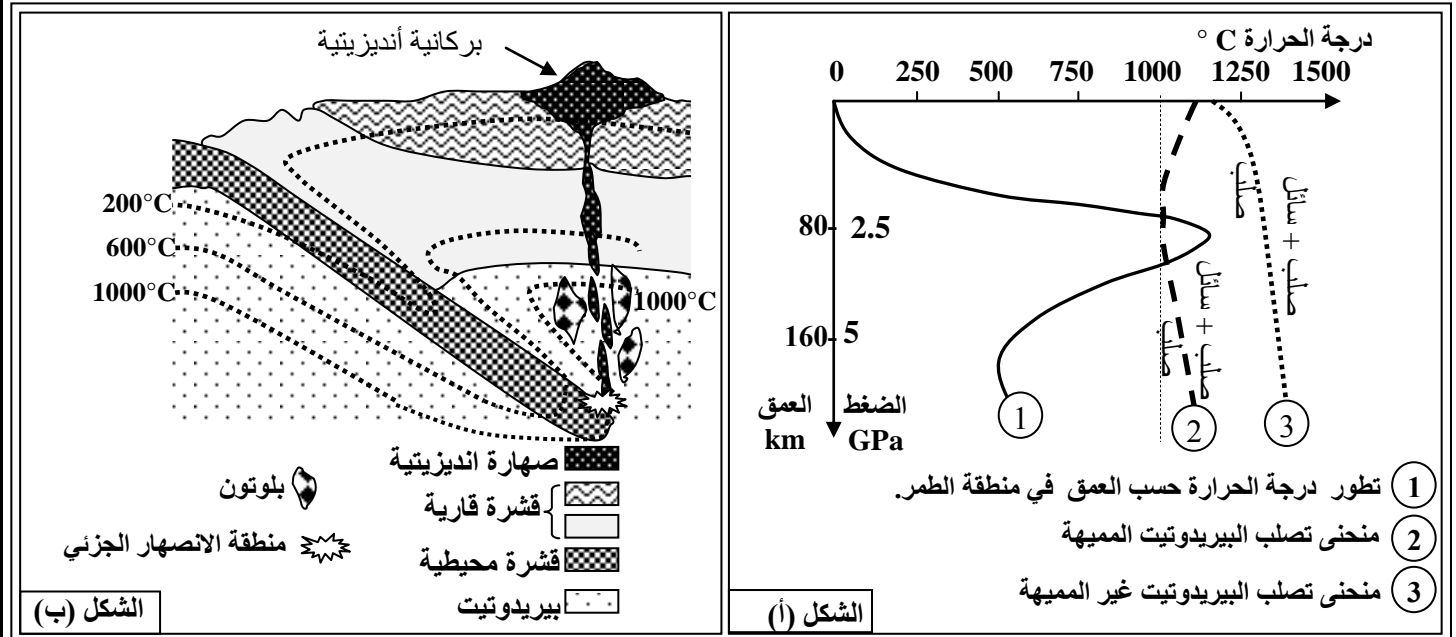 درجة الحرارة C °
0 250 500 750 1000 1250 1500
صلب
صلب + سائل
صلب
صلب + سائل
80 2.5
160 5
العمق الضغط
km GPa
1
2
3
1 تطور درجة الحرارة حسب العمق في منطقة الطمر.
2 منحنى تصلب البيريدوتيت المميهة
3 منحنى تصلب البيريدوتيت غير المميهة
الشكل (أ)
بركانية أنديزيتية
200°C
600°C
1000°C
1000°C
صهارة انديزيتية
قشرة قارية
قشرة محيطية
بيريدوتيت
بلوتون
منطقة الانصهار الجزئي
الشكل (ب)